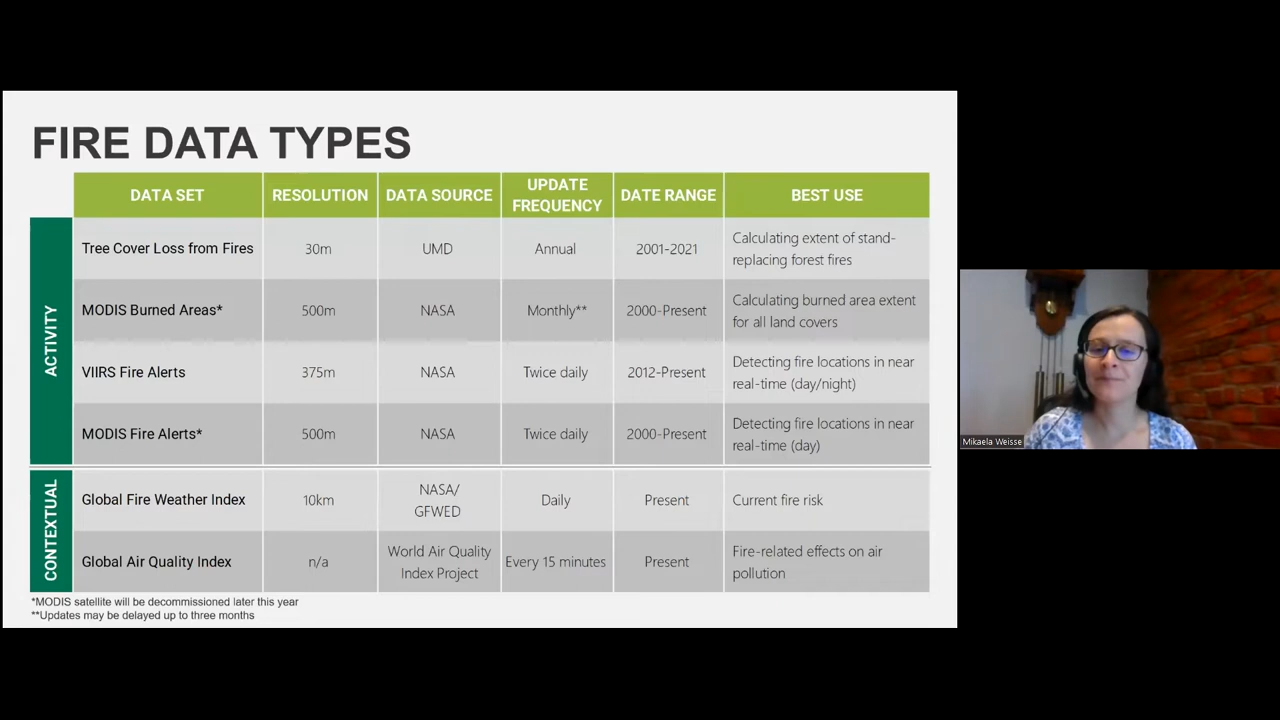 FIRE DATA TYPES
DATA SET
RESOLUTION
DATA SOURCE
UPDATE
FREQUENCY
DATE RANGE
BEST USE
ACTIVITY
Tree Cover Loss from Fires
30m
UMD
Annual
2001-2021
Calculating extent of stand-
replacing forest fires
MODIS Burned Areas*
500m
NASA
Monthly**
2000-Present
Calculating burned area extent
for all land covers
VIIRS Fire Alerts
375m
NASA
Twice daily
2012-Present
Detecting fire locations in near
real-time (day/night)
MODIS Fire Alerts*
500m
NASA
Twice daily
2000-Present
Detecting fire locations in near
real-time (day)
CONTEXTUAL
Global Fire Weather Index
10km
NASA/
GFWED
Daily
Present
Current fire risk
Global Air Quality Index
n/a
World Air Quality
Index Project
Every 15 minutes
Present
Fire-related effects on air
pollution
*MODIS satellite will be decommissioned later this year
**Updates may be delayed up to three months
Mikaela Weisse